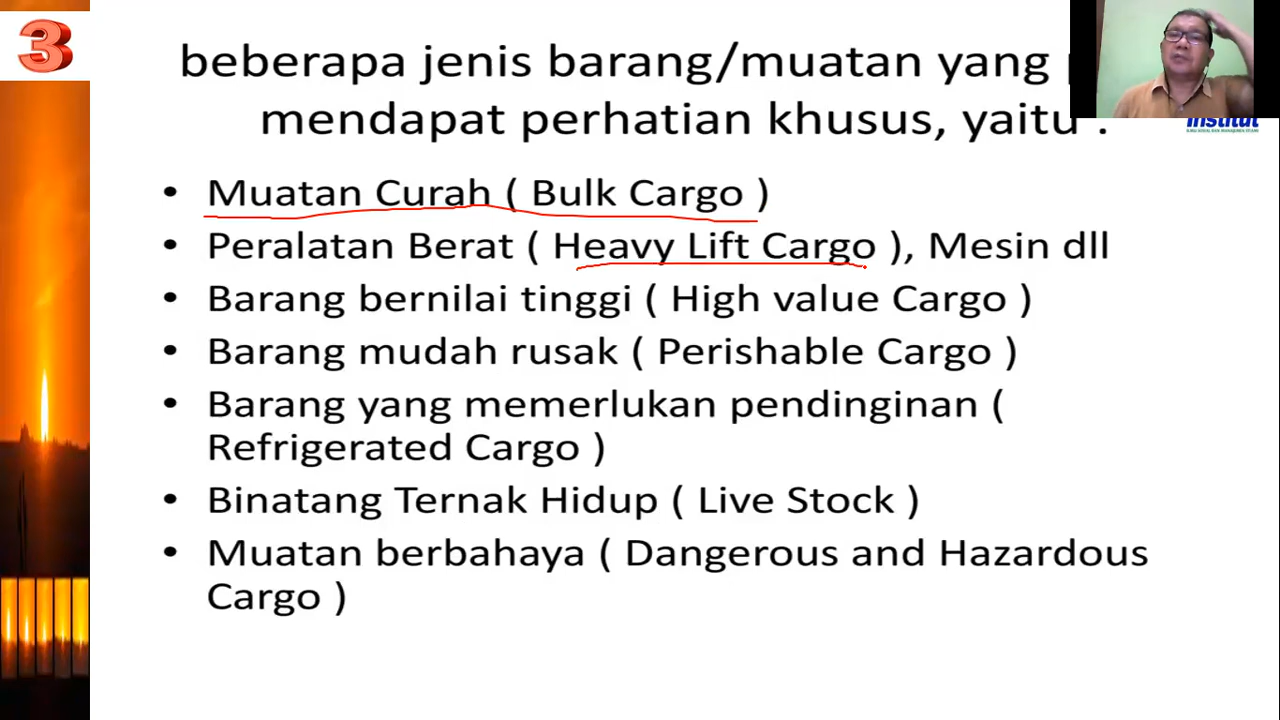 3
beberapa jenis barang/muatan yang
mendapat perhatian khusus, yaitu :
Institut
• Muatan Curah ( Bulk Cargo )
• Peralatan Berat ( Heavy Lift Cargo ), Mesin dll
• Barang bernilai tinggi ( High value Cargo )
• Barang mudah rusak ( Perishable Cargo )
• Barang yang memerlukan pendinginan (
Refrigerated Cargo )
• Binatang Ternak Hidup ( Live Stock )
• Muatan berbahaya ( Dangerous and Hazardous
Cargo )